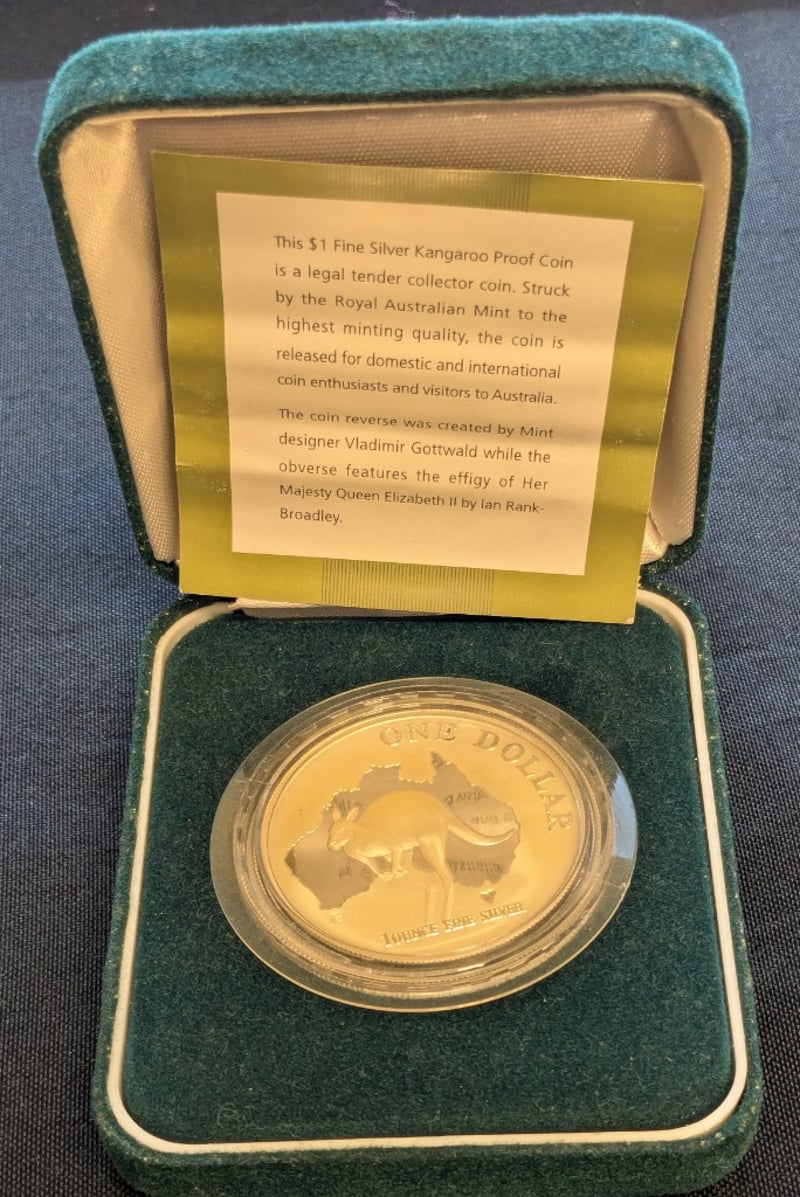 This $1 Fine Silver Kangaroo Proof Coin
is a legal tender collector coin. Struck
by the Royal Australian Mint to the
highest minting quality, the coin is
released for domestic and international
coin enthusiasts and visitors to Australia.
The coin reverse was created by Mint
designer Vladimir Gottwald while the
obverse features the effigy of Her
Majesty Queen Elizabeth II by Ian Rank-
Broadley.
ONE DOLLAR
1 OUNCE FINE SILVER